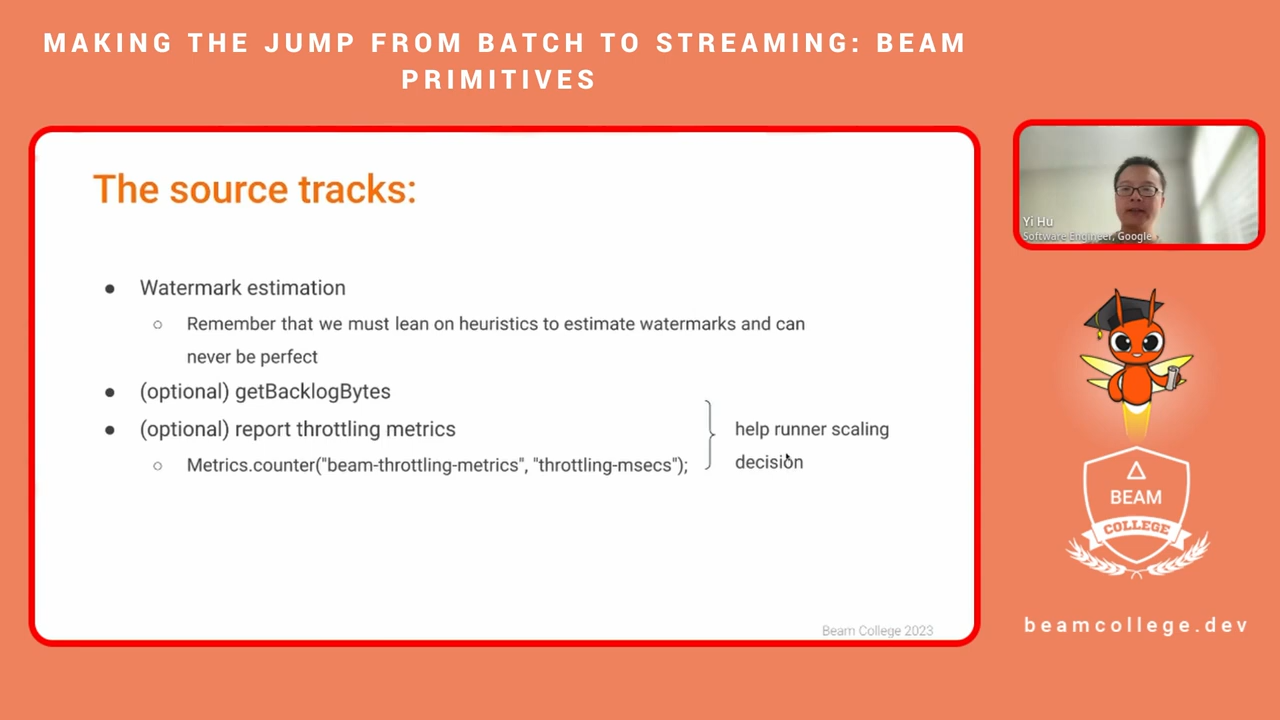 MAKING THE JUMP FROM BATCH TO STREAMING: BEAM
PRIMITIVES
The source tracks:
● Watermark estimation
○ Remember that we must lean on heuristics to estimate watermarks and can
never be perfect
● (optional) getBacklogBytes
● (optional) report throttling metrics
○ Metrics.counter("beam-throttling-metrics", "throttling-msecs");
help runner scaling
decision
Beam College 2023
Yi Hu
Software Engineer, Google
BEAM
COLLEGE
beamcollege.dev